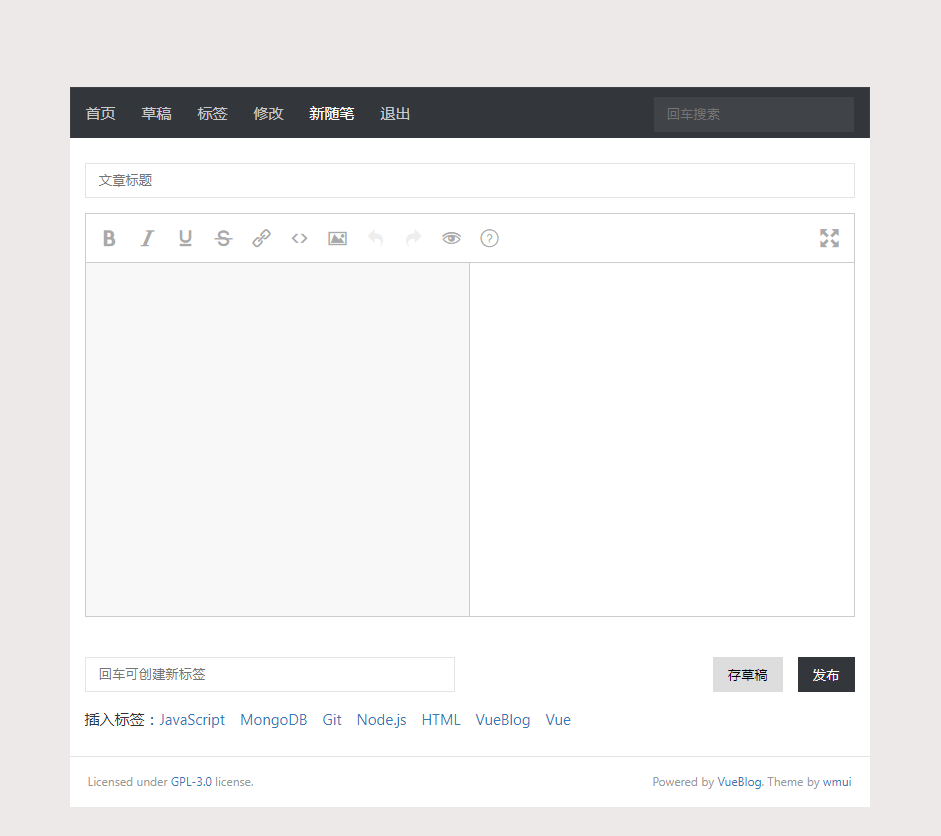 首页 草稿 标签 修改 新随笔 退出 回车搜索
文章标题
B I U S <> ?
回车可创建新标签 存草稿 发布
插入标签：JavaScript MongoDB Git Node.js HTML VueBlog Vue
Licensed under GPL-3.0 license. Powered by VueBlog. Theme by wmui